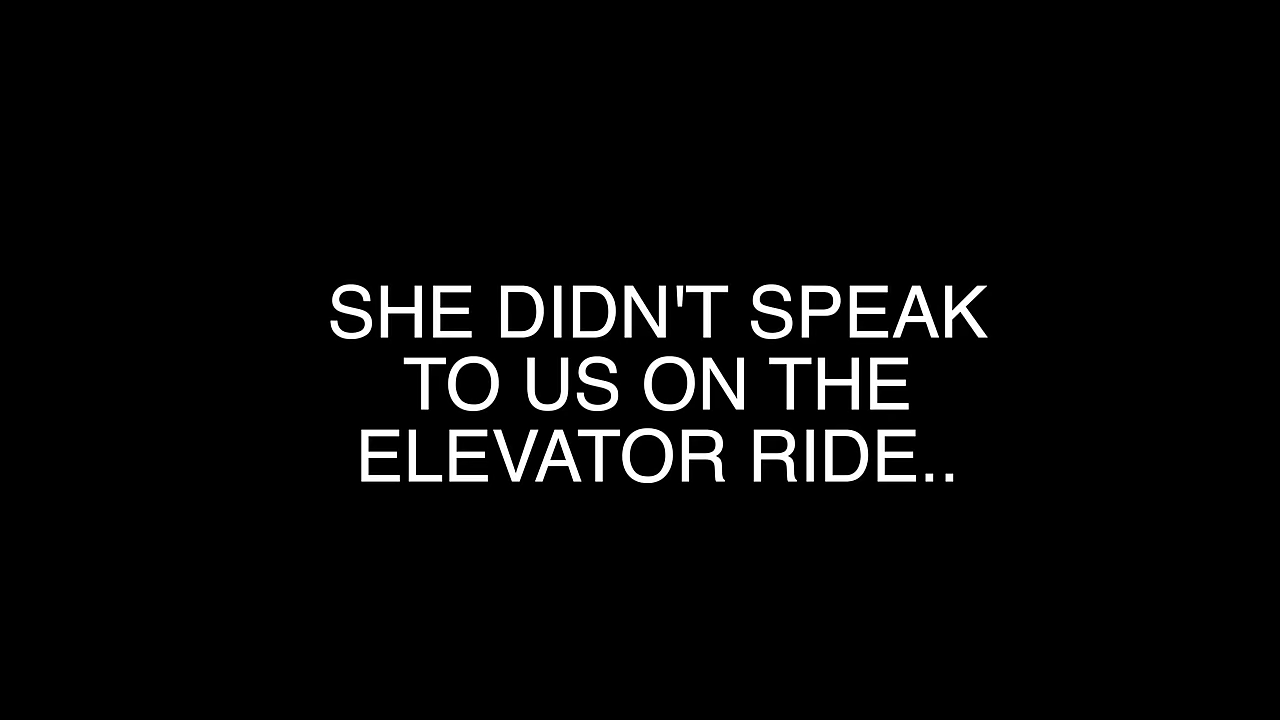 SHE DIDN'T SPEAK
TO US ON THE
ELEVATOR RIDE..